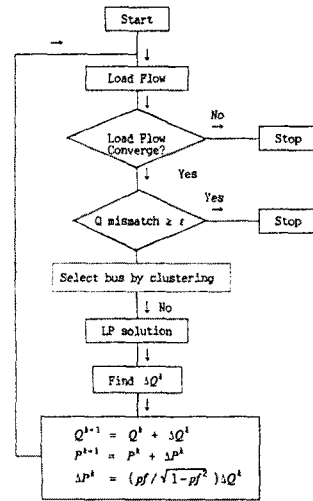 Start
Load Flow
Load Flow
Converge?
No
Stop
Yes
Q mismatch ≥ ε
Yes
Stop
Select bus by clustering
No
LP solution
Find ΔQ^k
Q^{k+1} = Q^k + ΔQ^k
P^{k+1} = P^k + ΔP^k
ΔP^k = (pf/√1-pf²)ΔQ^k